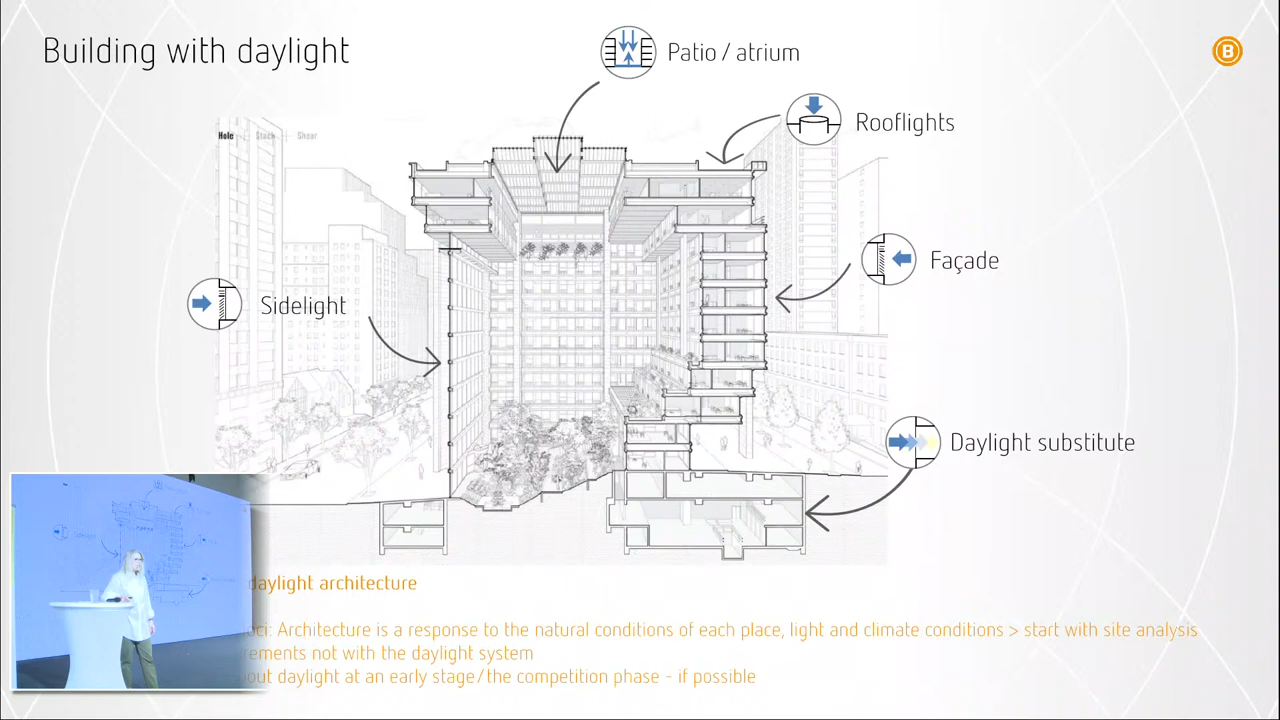 Building with daylight
Patio / atrium
B
Rooflights
Hole Stack Shear
Façade
Sidelight
Daylight substitute
daylight architecture
Architecture is a response to the natural conditions of each place, light and climate conditions > start with site analysis
not with the daylight system
daylight at an early stage/the competition phase - if possible